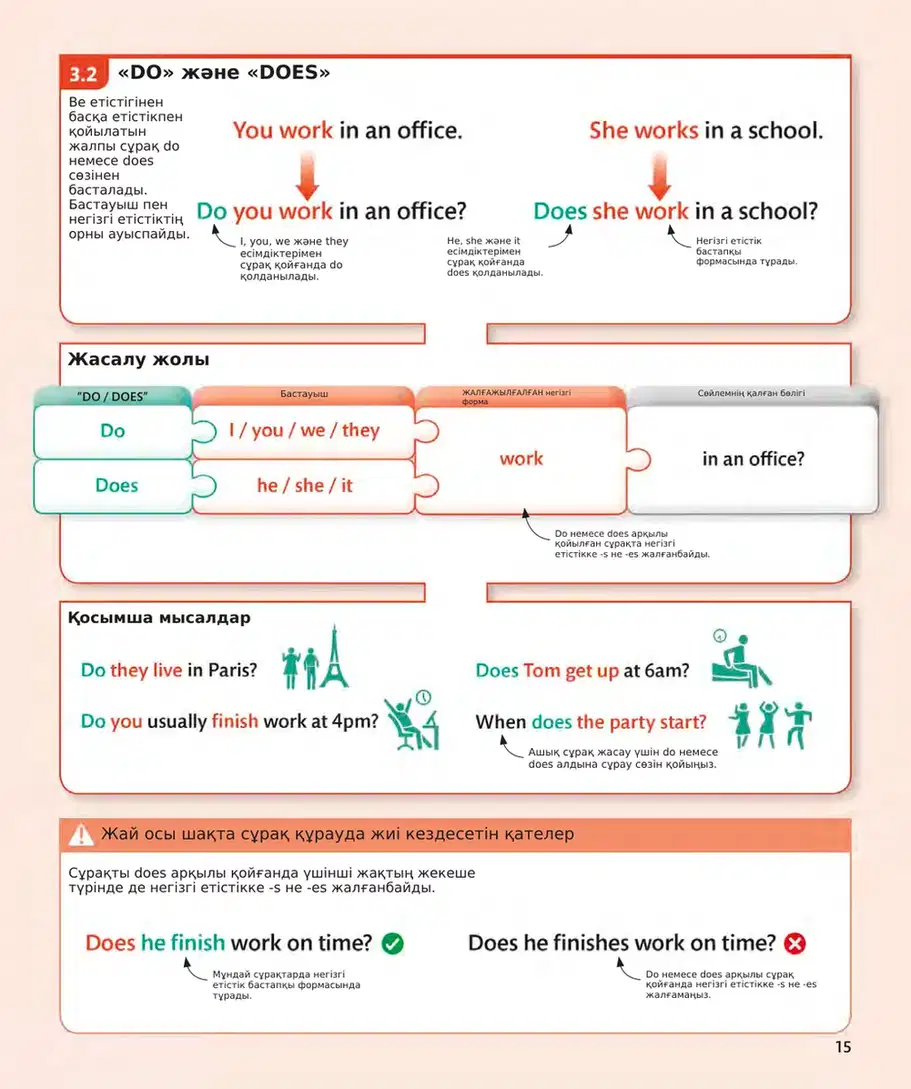 3.2 «DO» және «DOES»
Be етістігінен
басқа етістікпен
қойылатын
жалпы сұрақ do
немесе does
сөзінен
басталады.
Бастауыш пен
негізгі етістіктің
орны ауыспайды.
You work in an office.
Do you work in an office?
I, you, we және they
есімдіктерімен
сұрақ қойғанда do
қолданылады.
She works in a school.
Does she work in a school?
He, she және it
есімдіктерімен
сұрақ қойғанда
does қолданылады.
Негізгі етістік
бастапқы
формасында тұрады.
Жасалу жолы
"DO / DOES"
Бастауыш
ЖАЛҒАЖЫЛҒАЛҒАН негізгі
форма
Сөйлемнің қалған бөлігі
Do
I / you / we / they
work
in an office?
Does
he / she / it
Do немесе does арқылы
қойылған сұрақта негізгі
етістікке -s не -es жалғанбайды.
Қосымша мысалдар
Do they live in Paris?
Does Tom get up at 6am?
Do you usually finish work at 4pm?
When does the party start?
Ашық сұрақ жасау үшін do немесе
does алдына сұрау сөзін қойыңыз.
Жай осы шақта сұрақ құрауда жиі кездесетін қателер
Сұрақты does арқылы қойғанда үшінші жақтың жекеше
түрінде де негізгі етістікке -s не -es жалғанбайды.
Does he finish work on time?
Мұндай сұрақтарда негізгі
етістік бастапқы формасында
тұрады.
Does he finishes work on time?
Do немесе does арқылы сұрақ
қойғанда негізгі етістікке -s не -es
жалғамаңыз.
15